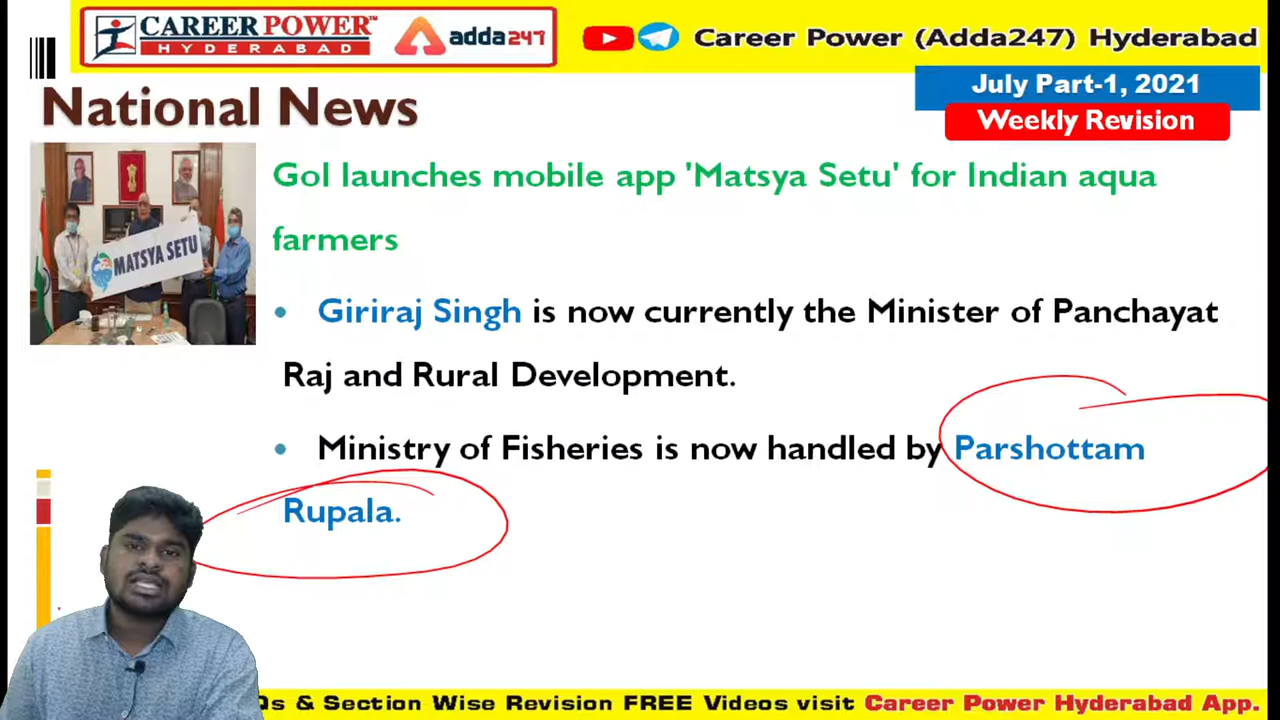 CAREER POWER™
HYDERABAD
adda247
Career Power (Adda247) Hyderabad
July Part-1, 2021
Weekly Revision
National News
MATSYA SETU
GoI launches mobile app 'Matsya Setu' for Indian aqua
farmers
• Giriraj Singh is now currently the Minister of Panchayat
Raj and Rural Development.
• Ministry of Fisheries is now handled by Parshottam
Rupala.
Qs & Section Wise Revision FREE Videos visit Career Power Hyderabad App.